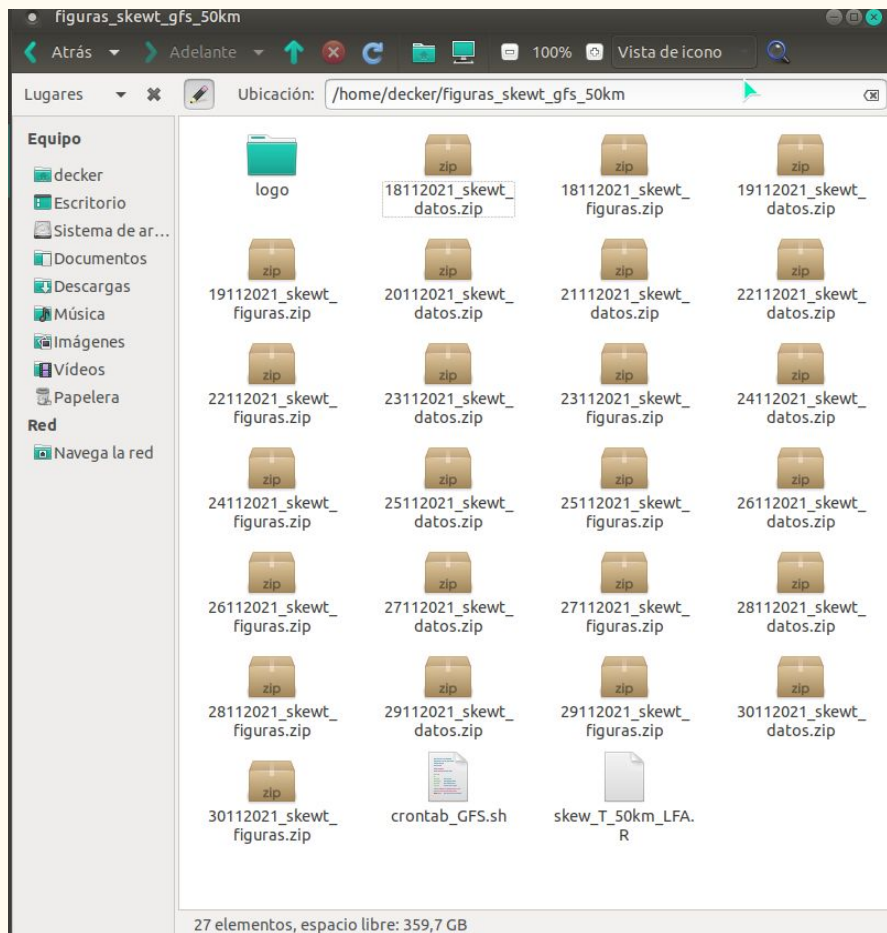 figuras_skewt_gfs_50km
Atrás Adelante 100% Vista de icono
Lugares Ubicación: /home/decker/figuras_skewt_gfs_50km
Equipo
decker
Escritorio
Sistema de ar...
Documentos
Descargas
Música
Imágenes
Vídeos
Papelera
Red
Navega la red
logo
zip
18112021_skewt_
datos.zip
zip
18112021_skewt_
figuras.zip
zip
19112021_skewt_
datos.zip
zip
19112021_skewt_
figuras.zip
zip
20112021_skewt_
datos.zip
zip
21112021_skewt_
datos.zip
zip
22112021_skewt_
datos.zip
zip
22112021_skewt_
figuras.zip
zip
23112021_skewt_
datos.zip
zip
23112021_skewt_
figuras.zip
zip
24112021_skewt_
datos.zip
zip
24112021_skewt_
figuras.zip
zip
25112021_skewt_
datos.zip
zip
25112021_skewt_
figuras.zip
zip
26112021_skewt_
datos.zip
zip
26112021_skewt_
figuras.zip
zip
27112021_skewt_
datos.zip
zip
27112021_skewt_
figuras.zip
zip
28112021_skewt_
datos.zip
zip
28112021_skewt_
figuras.zip
zip
29112021_skewt_
datos.zip
zip
29112021_skewt_
figuras.zip
zip
30112021_skewt_
datos.zip
zip
30112021_skewt_
figuras.zip
crontab_GFS.sh
skew_T_50km_LFA.
R
27 elementos, espacio libre: 359,7 GB